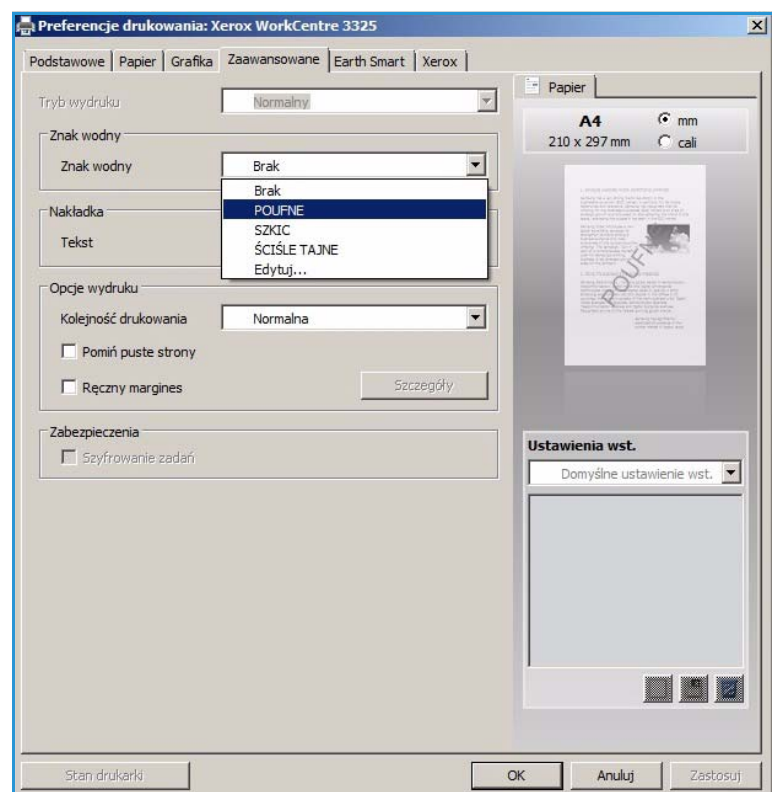 Preferencje drukowania: Xerox WorkCentre 3325
Podstawowe Papier Grafika Zaawansowane Earth Smart Xerox
Tryb wydruku Normalny
Znak wodny
Znak wodny Brak
Brak
POUFNE
SZKIC
ŚCIŚLE TAJNE
Edytuj...
Nakładka
Tekst
Opcje wydruku
Kolejność drukowania Normalna
Pomiń puste strony
Ręczny margines Szczegóły
Zabezpieczenia
Szyfrowanie zadań
Papier
A4 mm
210 x 297 mm cali
POUFNE
Ustawienia wst.
Domyślne ustawienie wst.
Stan drukarki OK Anuluj Zastosuj